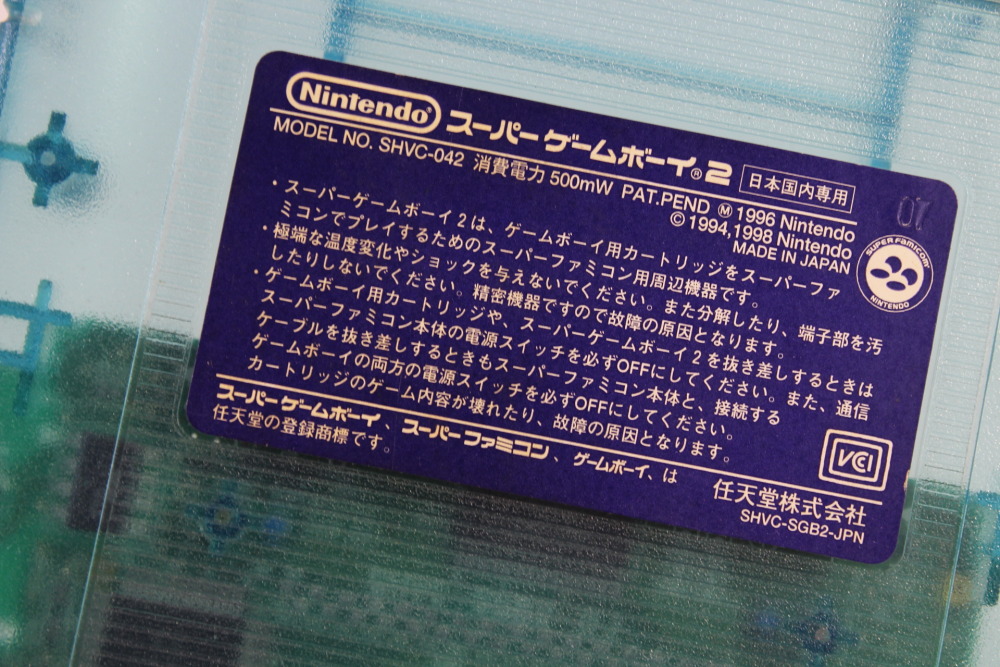 Nintendo® スーパーゲームボーイ®2 日本国内専用
MODEL NO. SHVC-042 消費電力 500mW PAT.PEND Ⓜ 1996 Nintendo
© 1994,1998 Nintendo
MADE IN JAPAN
07
SUPER FAMICOM
NINTENDO
・スーパーゲームボーイ2は、ゲームボーイ用カートリッジをスーパーファ
ミコンでプレイするためのスーパーファミコン用周辺機器です。
・極端な温度変化やショックを与えないでください。また分解したり、端子部を汚
したりしないでください。精密機器ですので故障の原因となります。
・ゲームボーイ用カートリッジや、スーパーゲームボーイ2を抜き差しするときは
スーパーファミコン本体の電源スイッチを必ずOFFにしてください。また、通信
ケーブルを抜き差しするときもスーパーファミコン本体と、接続する
ゲームボーイの両方の電源スイッチを必ずOFFにしてください。
カートリッジのゲーム内容が壊れたり、故障の原因となります。
スーパーゲームボーイ、スーパーファミコン、ゲームボーイ、は
任天堂の登録商標です。
VCI
任天堂株式会社
SHVC-SGB2-JPN